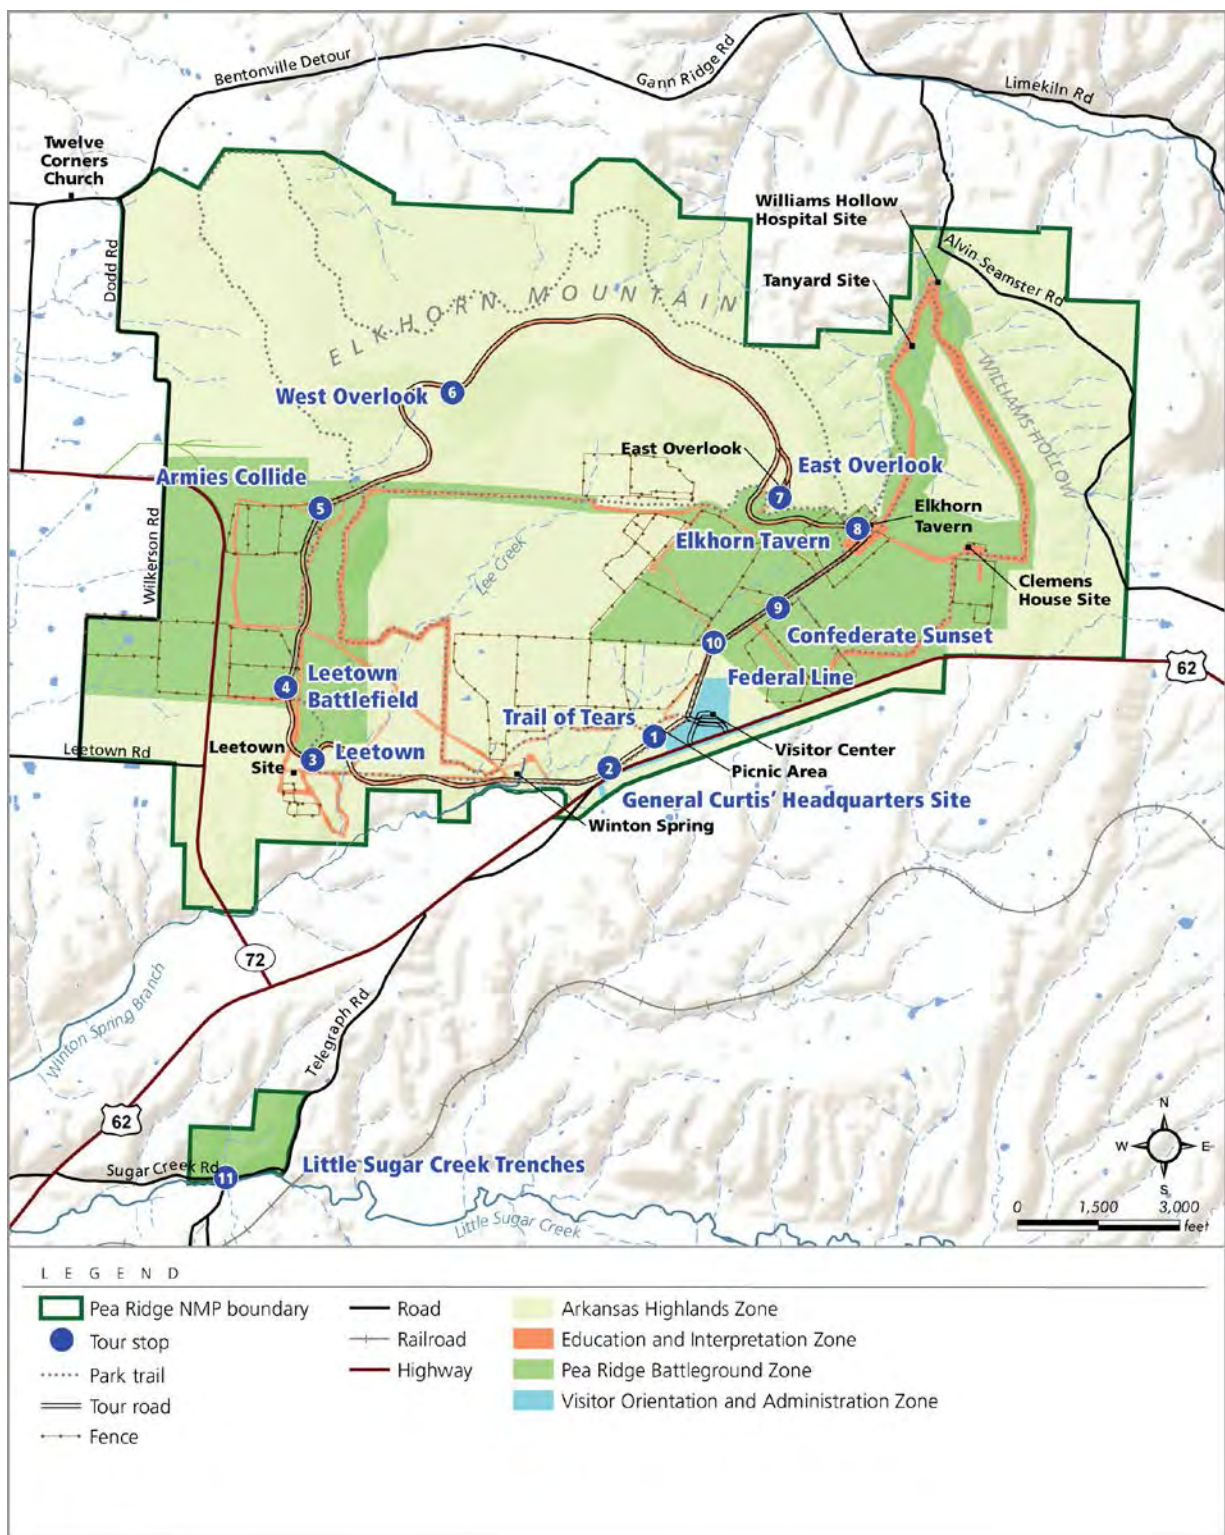 Bentonville Detour
Gann Ridge Rd
Limekiln Rd
Twelve
Corners
Church
Williams Hollow
Hospital Site
Dodd Rd
Alvin Seamster Rd
Tanyard Site
ELKHORN MOUNTAIN
WILLIAMS HOLLOW
West Overlook
6
East Overlook
East Overlook
Armies Collide
7
5
Elkhorn
Tavern
Elkhorn Tavern
8
Wilkerson Rd
Lee Creek
Clemens
House Site
9
Confederate Sunset
10
62
Leetown
Battlefield
4
Federal Line
Trail of Tears
1
Leetown Rd
Leetown
Site
3
Leetown
Visitor Center
Picnic Area
2
General Curtis' Headquarters Site
Winton Spring
72
Winton Spring Branch
Telegraph Rd
62
Sugar Creek Rd
11
Little Sugar Creek Trenches
Little Sugar Creek
N
W
E
S
0 1,500 3,000
feet
LEGEND
Pea Ridge NMP boundary
Tour stop
Park trail
Tour road
Fence
Road
Railroad
Highway
Arkansas Highlands Zone
Education and Interpretation Zone
Pea Ridge Battleground Zone
Visitor Orientation and Administration Zone